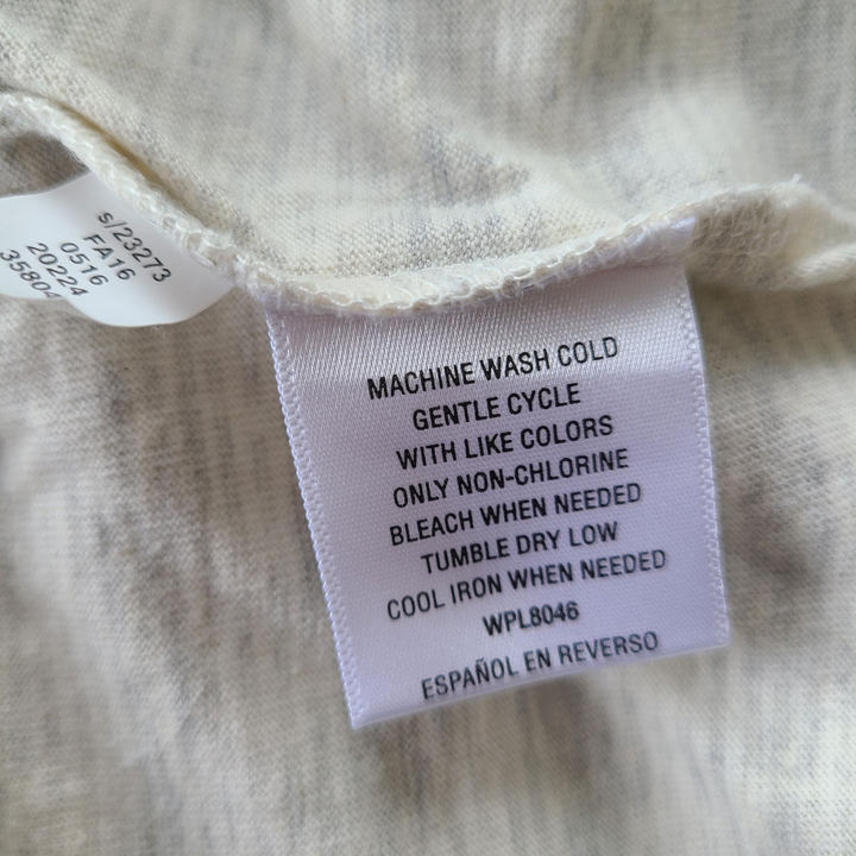 s/23273
FA16
0516
20224
35804
MACHINE WASH COLD
GENTLE CYCLE
WITH LIKE COLORS
ONLY NON-CHLORINE
BLEACH WHEN NEEDED
TUMBLE DRY LOW
COOL IRON WHEN NEEDED
WPL8046
ESPAÑOL EN REVERSO